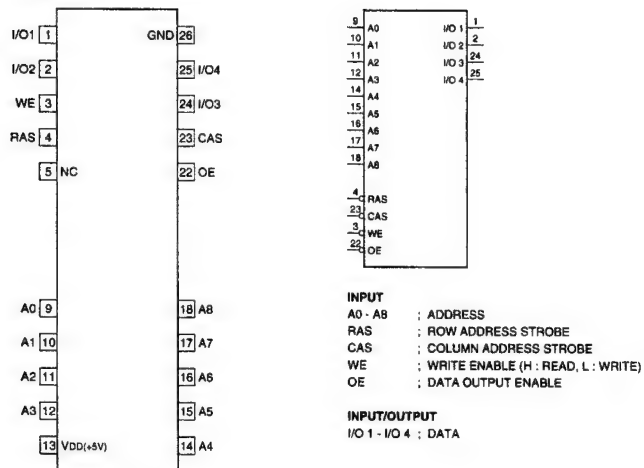 I/O1 1 GND 26
I/O2 2 25 I/O4
WE 3 24 I/O3
RAS 4 23 CAS
5 NC 22 OE
A0 9 18 A8
A1 10 17 A7
A2 11 16 A6
A3 12 15 A5
13 VDD(+5V) 14 A4
9 A0 I/O 1 1
10 A1 I/O 2 2
11 A2 I/O 3 24
12 A3 I/O 4 25
14 A4
15 A5
16 A6
17 A7
18 A8
4 RAS
23 CAS
3 WE
22 OE
INPUT
A0 - A8 ; ADDRESS
RAS ; ROW ADDRESS STROBE
CAS ; COLUMN ADDRESS STROBE
WE ; WRITE ENABLE (H : READ, L : WRITE)
OE ; DATA OUTPUT ENABLE
INPUT/OUTPUT
I/O 1 - I/O 4 ; DATA